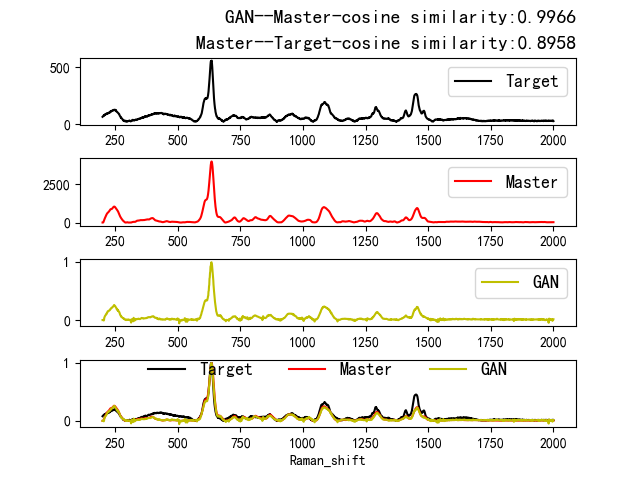 GAN--Master-cosine similarity:0.9966
Master--Target-cosine similarity:0.8958
500
0
Target
250 500 750 1000 1250 1500 1750 2000
2500
0
Master
250 500 750 1000 1250 1500 1750 2000
1
0
GAN
250 500 750 1000 1250 1500 1750 2000
1
0
Target Master GAN
250 500 750 1000 1250 1500 1750 2000
Raman_shift